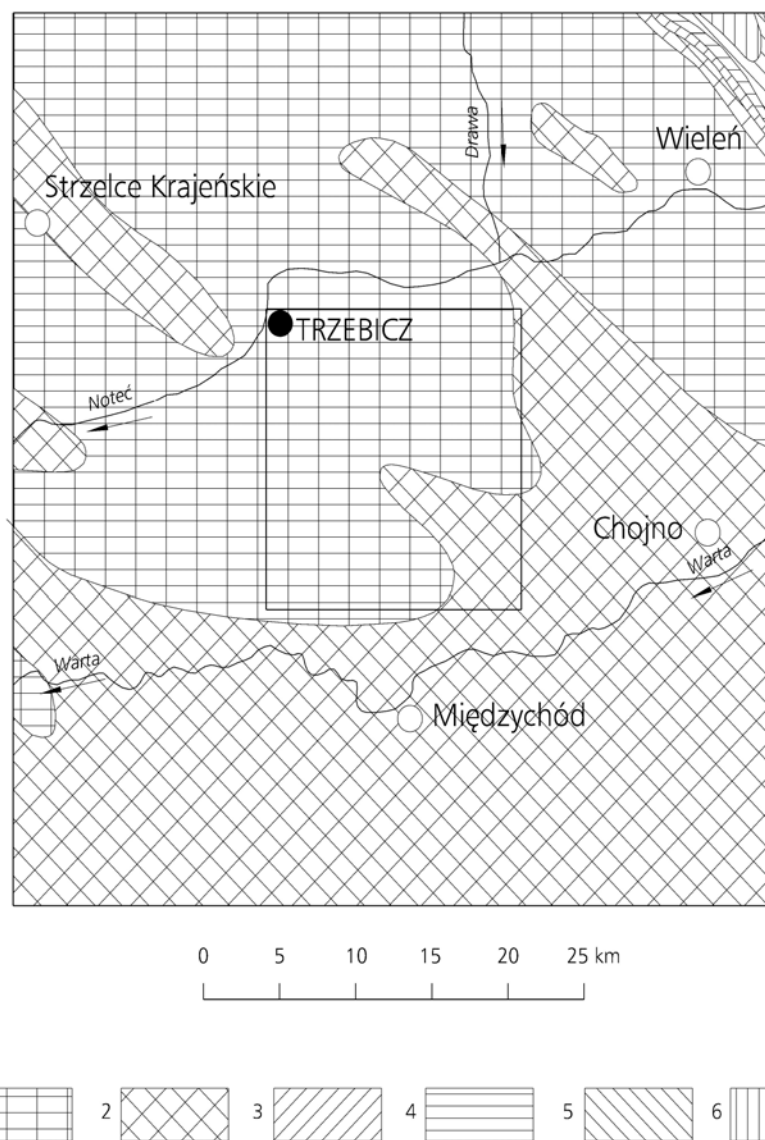 Drawa
Wieleń
Strzelce Krajeńskie
TRZEBICZ
Noteć
Chojno
Warta
Warta
Międzychód
0 5 10 15 20 25 km
2 3 4 5 6